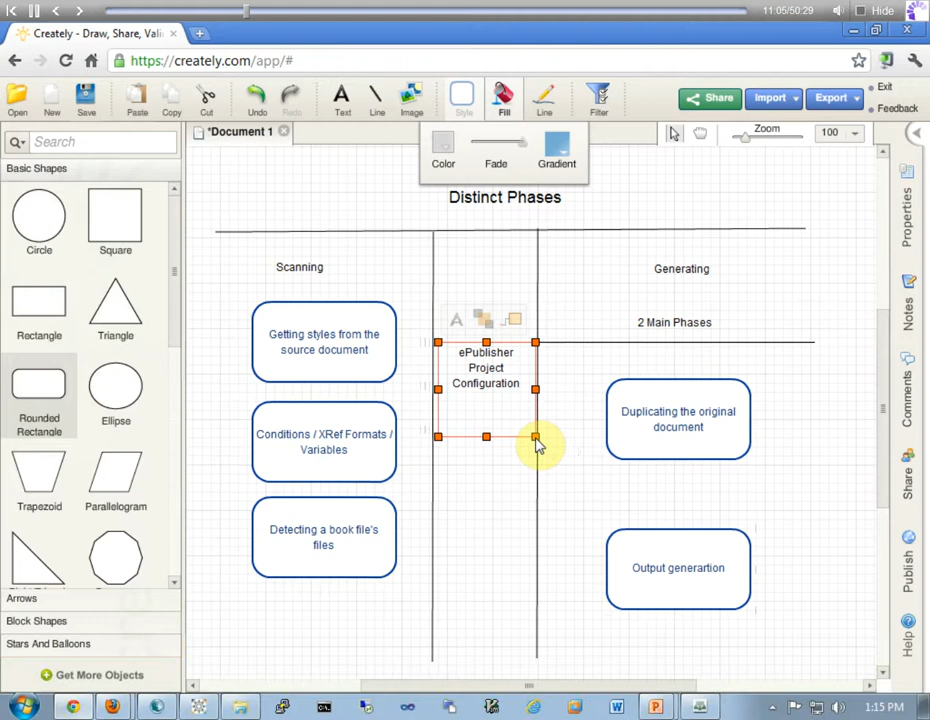 11:05/50:29
Hide
Creately - Draw, Share, Vali
https://creately.com/app/#
Open
New
Save
Paste
Copy
Cut
Undo
Redo
Text
Line
Image
Style
Fill
Line
Filter
Share
Import
Export
Exit
Feedback
*Document 1
Zoom
100
Search
Color
Fade
Gradient
Basic Shapes
Circle
Square
Rectangle
Triangle
Rounded
Rectangle
Ellipse
Trapezoid
Parallelogram
Arrows
Block Shapes
Stars And Balloons
Get More Objects
Distinct Phases
Scanning
Generating
2 Main Phases
Getting styles from the
source document
ePublisher
Project
Configuration
Conditions / XRef Formats /
Variables
Duplicating the original
document
Detecting a book file's
files
Output generartion
Properties
Notes
Comments
Share
Publish
Help
1:15 PM